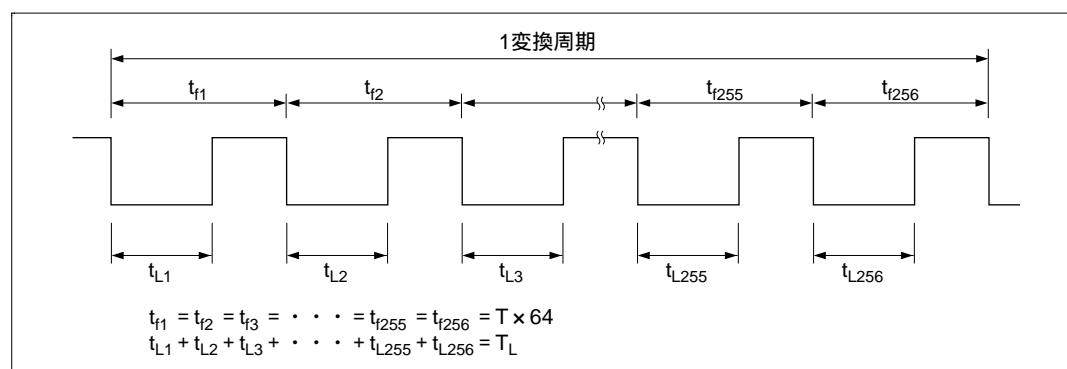 1変換周期
tf1 tf2 tf255 tf256
tL1 tL2 tL3 tL255 tL256
tf1 = tf2 = tf3 = ・ ・ ・ = tf255 = tf256 = T × 64
tL1 + tL2 + tL3 + ・ ・ ・ + tL255 + tL256 = TL